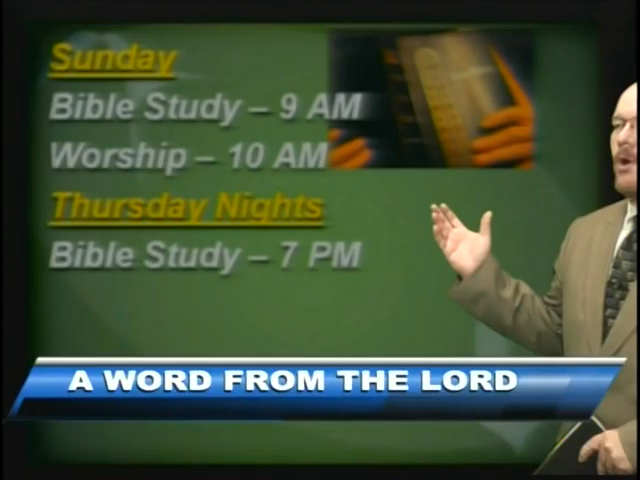 Sunday
Bible Study – 9 AM
Worship – 10 AM
Thursday Nights
Bible Study – 7 PM
A WORD FROM THE LORD